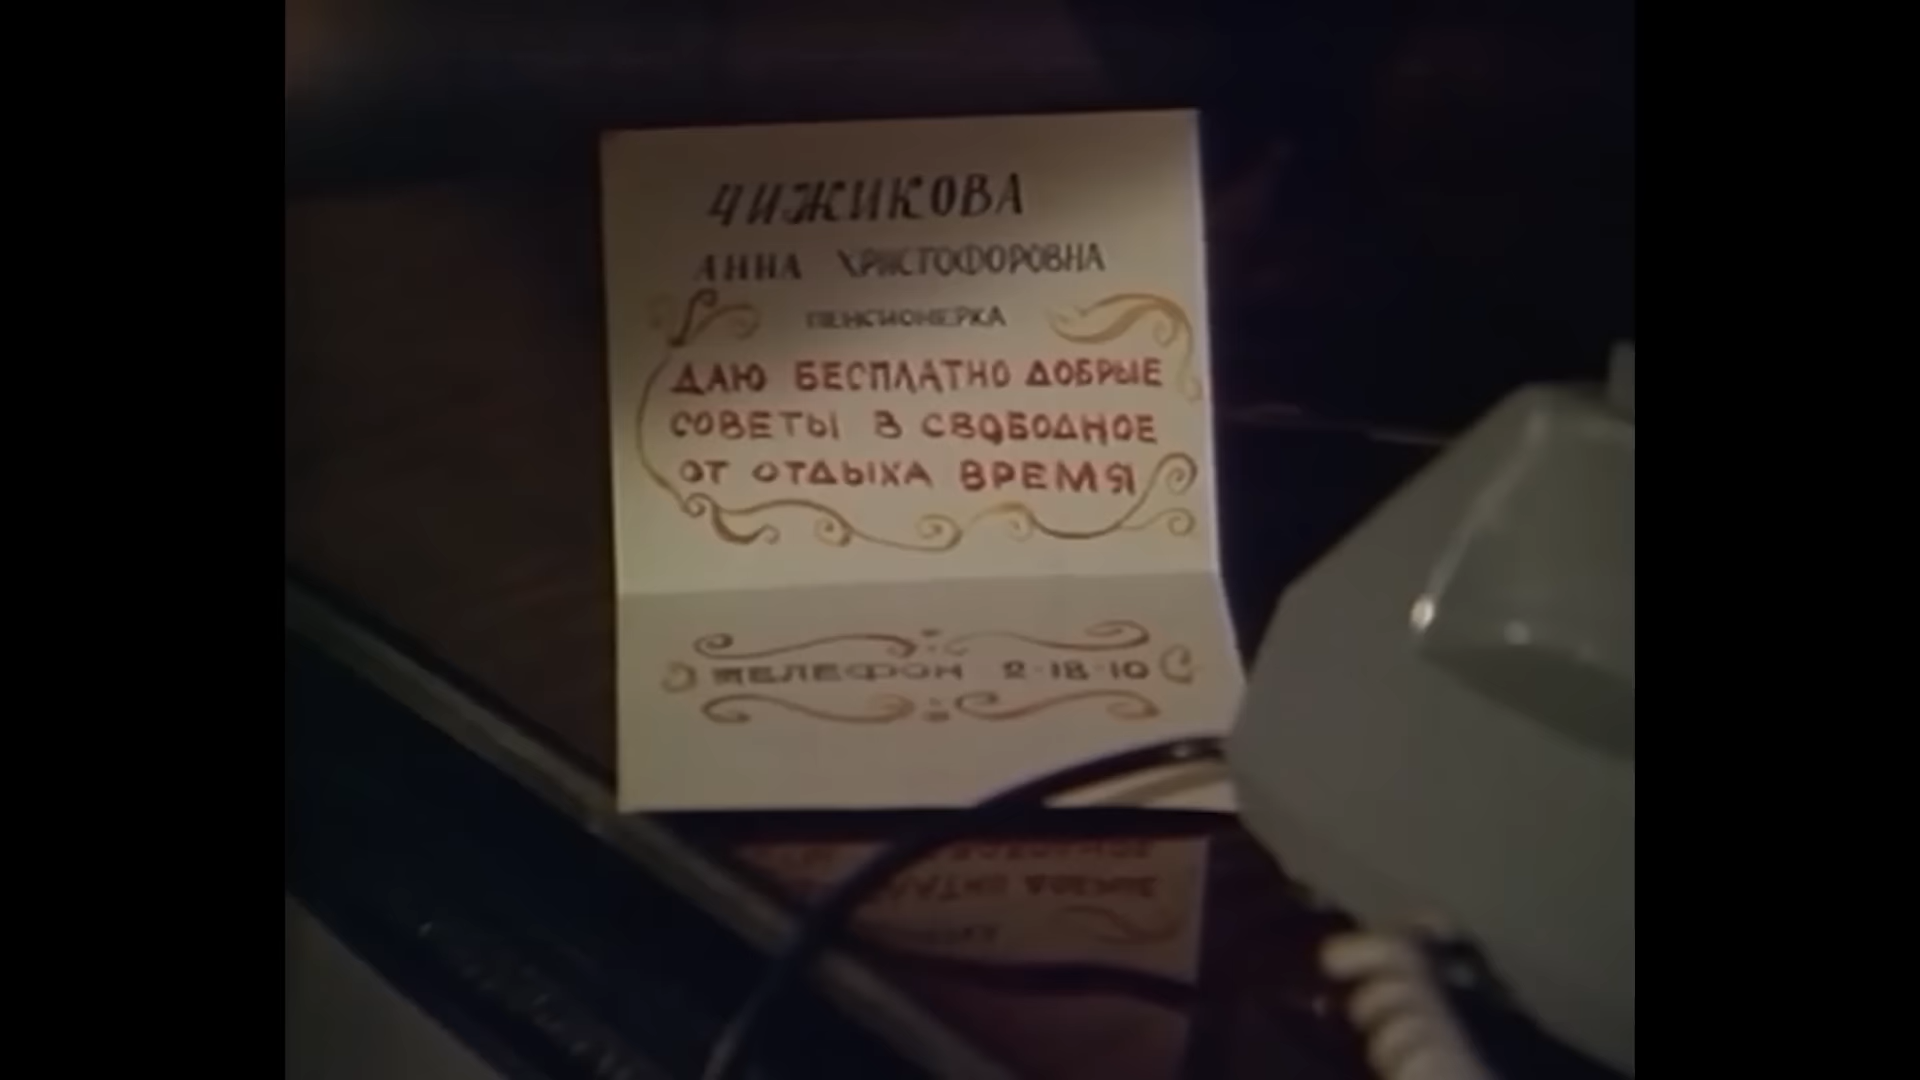 ЧИЖИКОВА
АННА ХРИСТОФОРОВНА
ПЕНСИОНЕРКА
ДАЮ БЕСПЛАТНО ДОБРЫЕ
СОВЕТЫ В СВОБОДНОЕ
ОТ ОТДЫХА ВРЕМЯ
ТЕЛЕФОН 2-18-10